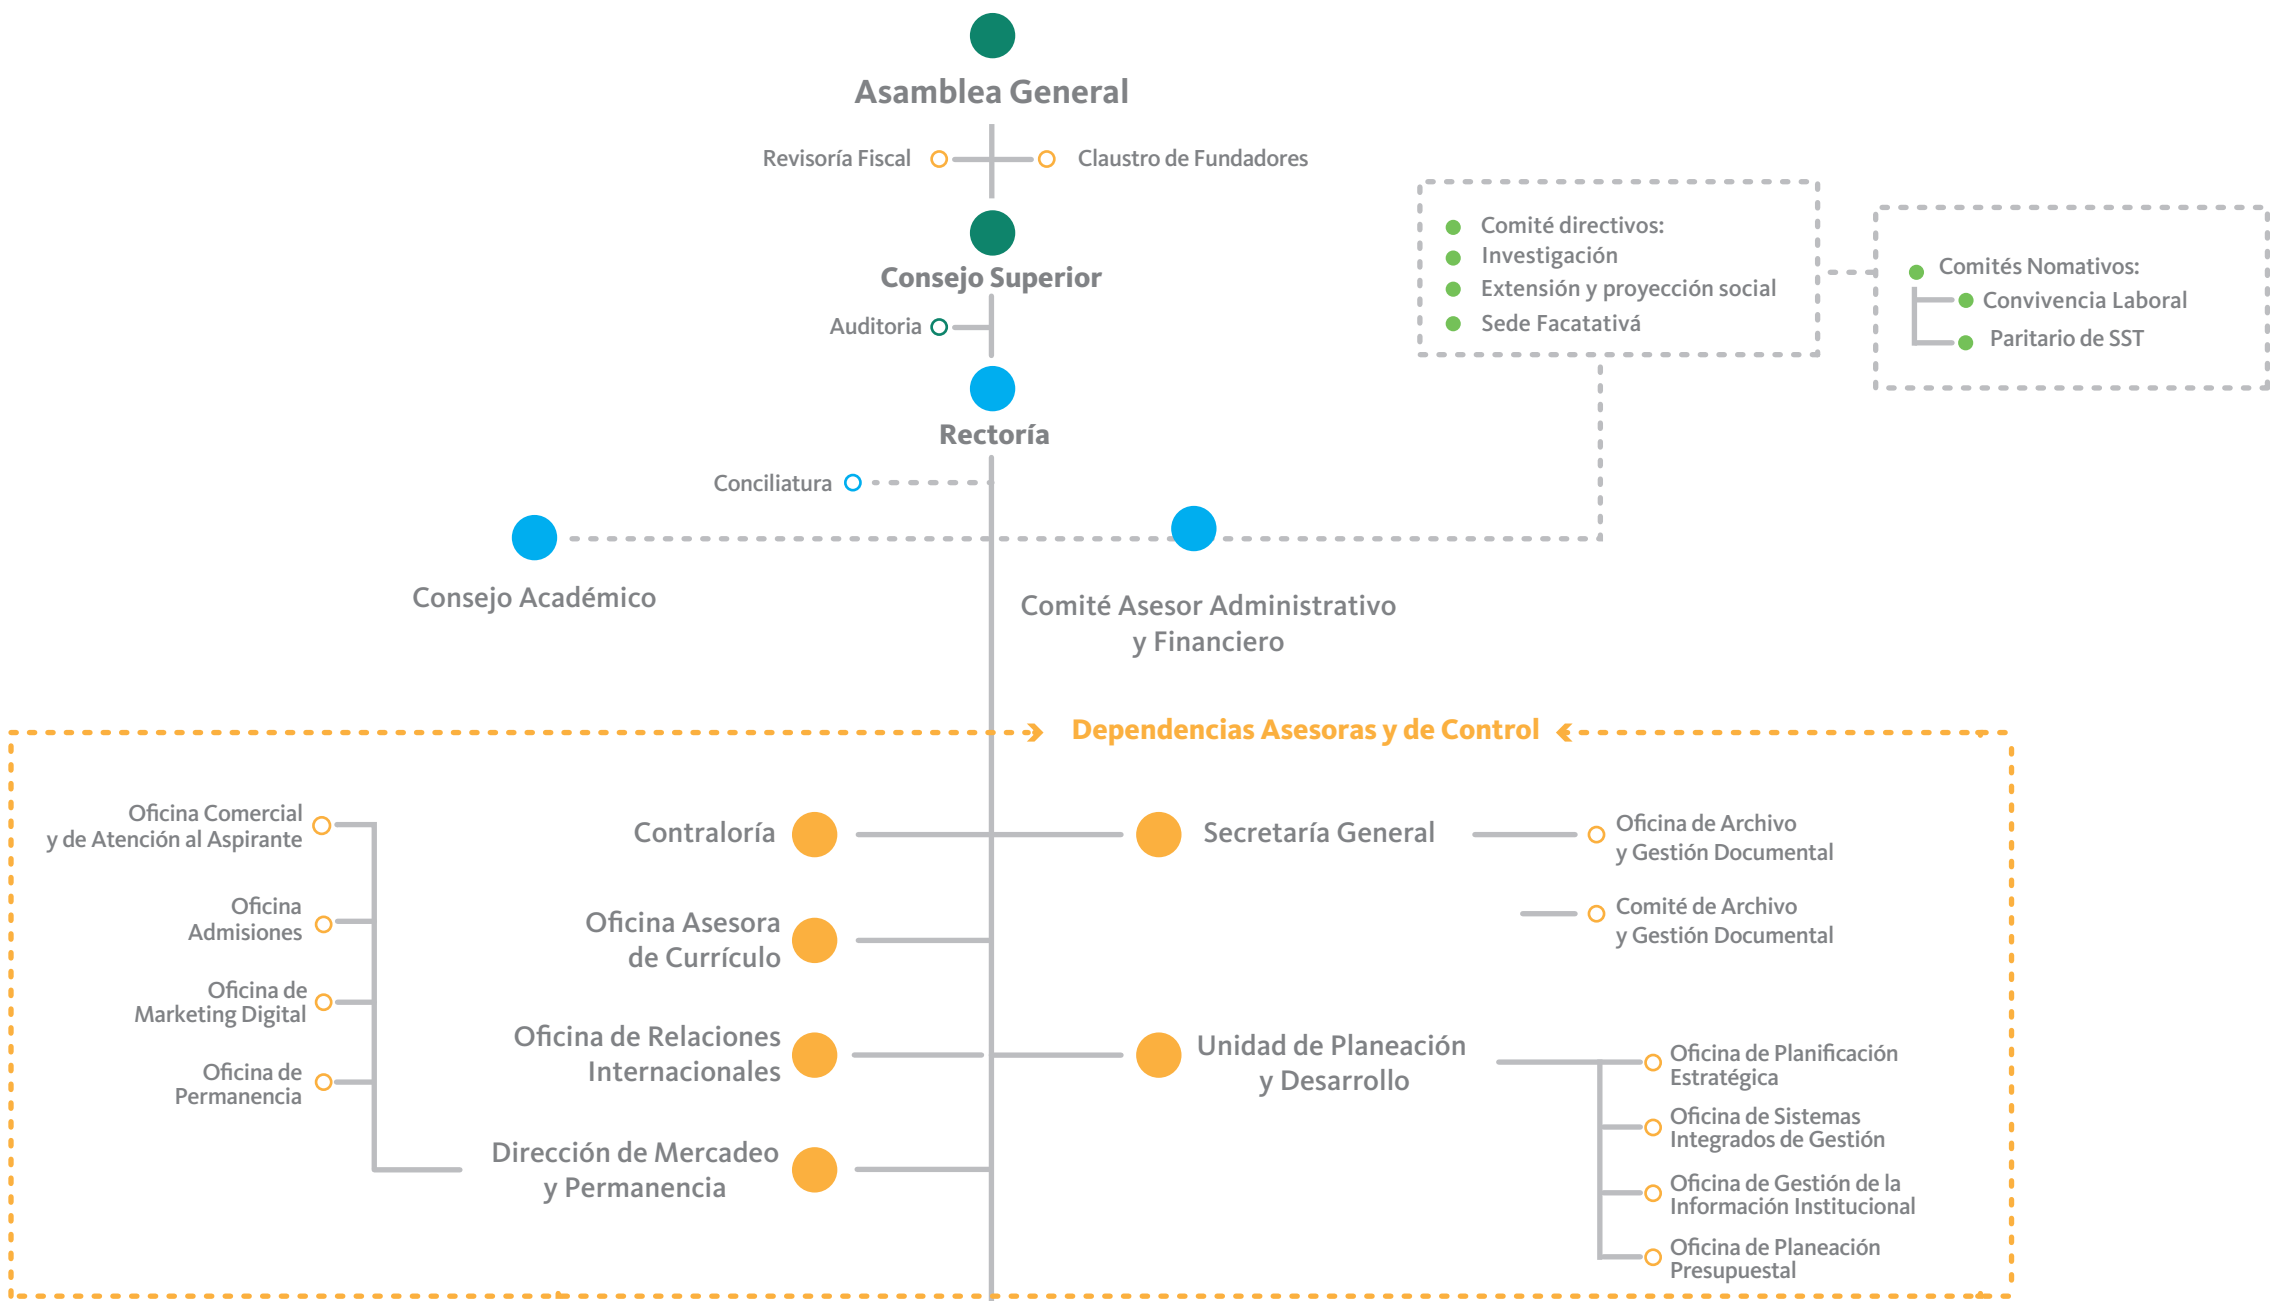 Asamblea General
Revisoría Fiscal
Claustro de Fundadores
Consejo Superior
Auditoria
Comité directivos:
Investigación
Extensión y proyección social
Sede Facatativá
Comités Nomativos:
Convivencia Laboral
Paritario de SST
Rectoría
Conciliatura
Consejo Académico
Comité Asesor Administrativo
y Financiero
Dependencias Asesoras y de Control
Oficina Comercial
y de Atención al Aspirante
Oficina
Admisiones
Oficina de
Marketing Digital
Oficina de
Permanencia
Contraloría
Oficina Asesora
de Currículo
Oficina de Relaciones
Internacionales
Dirección de Mercadeo
y Permanencia
Secretaría General
Oficina de Archivo
y Gestión Documental
Comité de Archivo
y Gestión Documental
Unidad de Planeación
y Desarrollo
Oficina de Planificación
Estratégica
Oficina de Sistemas
Integrados de Gestión
Oficina de Gestión de la
Información Institucional
Oficina de Planeación
Presupuestal